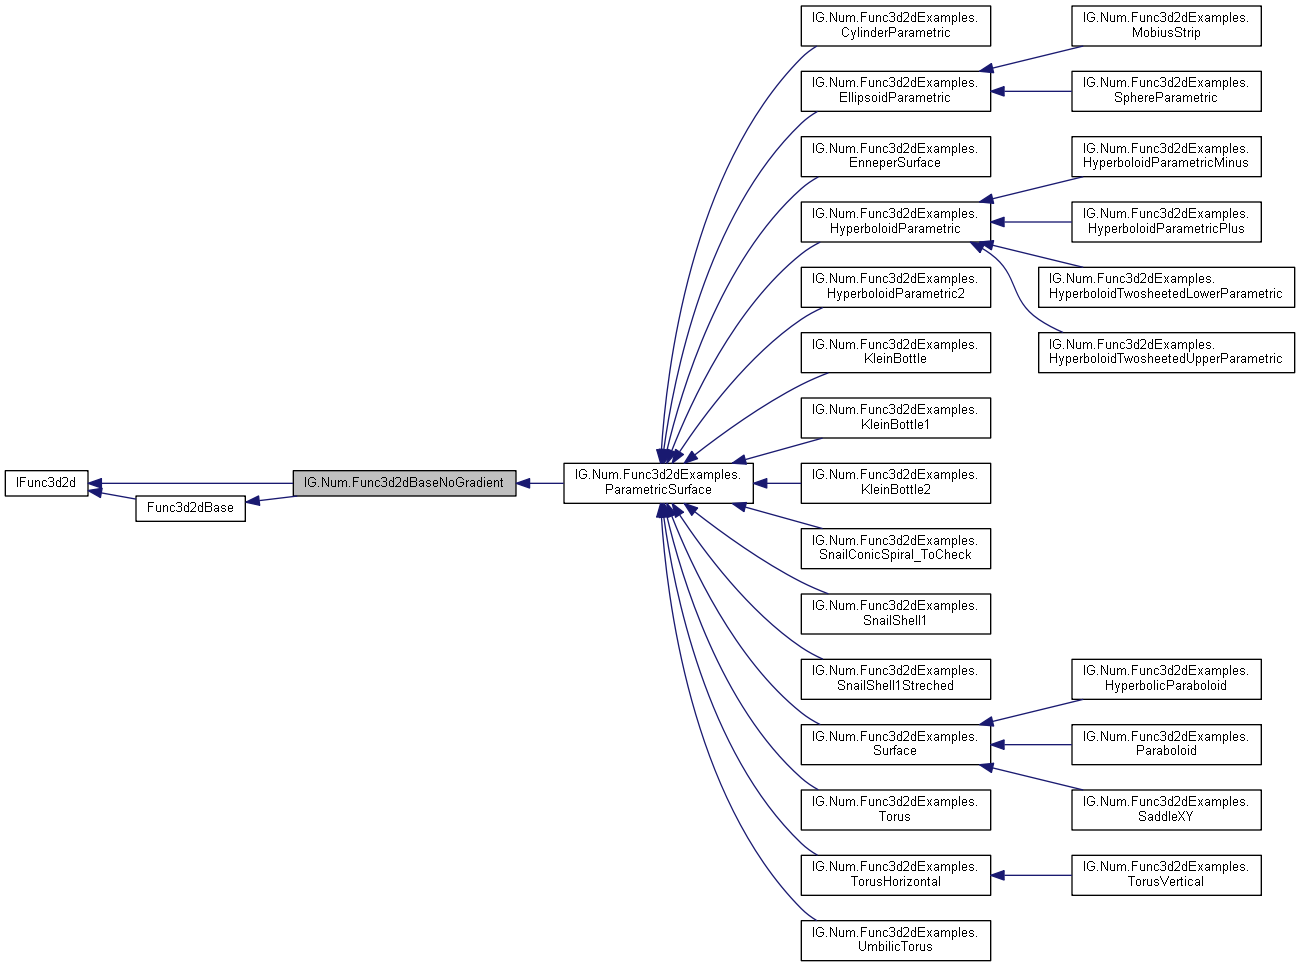 IFunc3d2d
Func3d2dBase
IG.Num.Func3d2dBaseNoGradient
IG.Num.Func3d2dExamples.
ParametricSurface
IG.Num.Func3d2dExamples.
CylinderParametric
IG.Num.Func3d2dExamples.
EllipsoidParametric
IG.Num.Func3d2dExamples.
EnneperSurface
IG.Num.Func3d2dExamples.
HyperboloidParametric
IG.Num.Func3d2dExamples.
HyperboloidParametric2
IG.Num.Func3d2dExamples.
KleinBottle
IG.Num.Func3d2dExamples.
KleinBottle1
IG.Num.Func3d2dExamples.
KleinBottle2
IG.Num.Func3d2dExamples.
SnailConicSpiral_ToCheck
IG.Num.Func3d2dExamples.
SnailShell1
IG.Num.Func3d2dExamples.
SnailShell1Streched
IG.Num.Func3d2dExamples.
Surface
IG.Num.Func3d2dExamples.
Torus
IG.Num.Func3d2dExamples.
TorusHorizontal
IG.Num.Func3d2dExamples.
UmbilicTorus
IG.Num.Func3d2dExamples.
MobiusStrip
IG.Num.Func3d2dExamples.
SphereParametric
IG.Num.Func3d2dExamples.
HyperboloidParametricMinus
IG.Num.Func3d2dExamples.
HyperboloidParametricPlus
IG.Num.Func3d2dExamples.
HyperboloidTwosheetedLowerParametric
IG.Num.Func3d2dExamples.
HyperboloidTwosheetedUpperParametric
IG.Num.Func3d2dExamples.
HyperbolicParaboloid
IG.Num.Func3d2dExamples.
Paraboloid
IG.Num.Func3d2dExamples.
SaddleXY
IG.Num.Func3d2dExamples.
TorusVertical